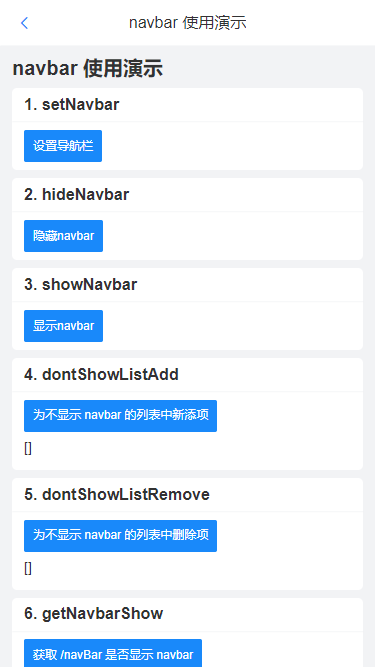 navbar 使用演示
navbar 使用演示
1. setNavbar
设置导航栏
2. hideNavbar
隐藏navbar
3. showNavbar
显示navbar
4. dontShowListAdd
为不显示 navbar 的列表中新添项
[]
5. dontShowListRemove
为不显示 navbar 的列表中删除项
[]
6. getNavbarShow
获取 /navBar 是否显示 navbar